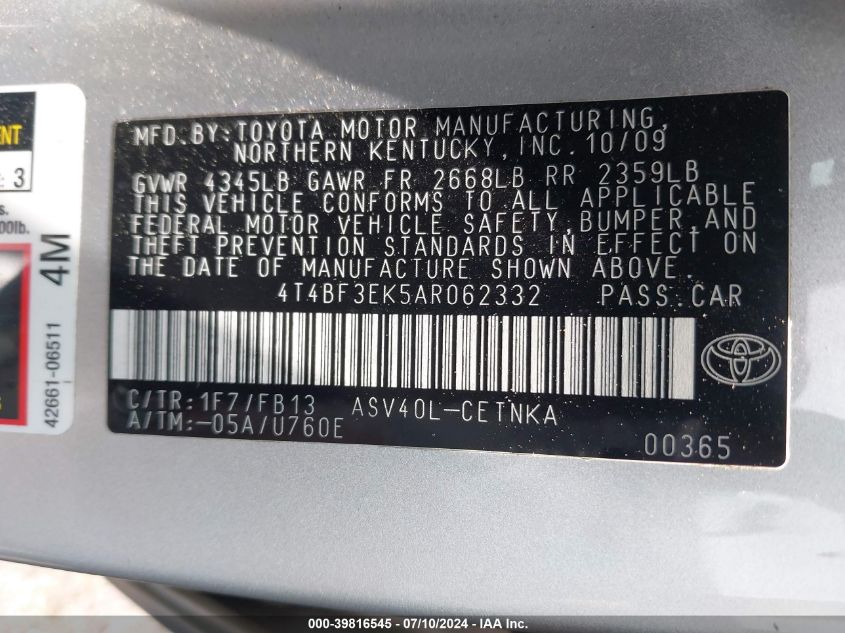 ENT
: 3
s.
00lb.
4M
42661-06511
S
MFD.BY:TOYOTA MOTOR MANUFACTURING,
NORTHERN KENTUCKY,INC.10/09
GVWR 4345LB GAWR FR 2668LB RR 2359LB
THIS VEHICLE CONFORMS TO ALL APPLICABLE
FEDERAL MOTOR VEHICLE SAFETY,BUMPER,AND
THEFT PREVENTION STANDARDS IN EFFECT ON
THE DATE OF MANUFACTURE SHOWN ABOVE.
4T4BF3EK5AR062332 PASS.CAR
C/TR:1F7/FB13 ASV40L-CETNKA
A/TM:-05A/U760E
00365
000-39816545 - 07/10/2024 - IAA Inc.